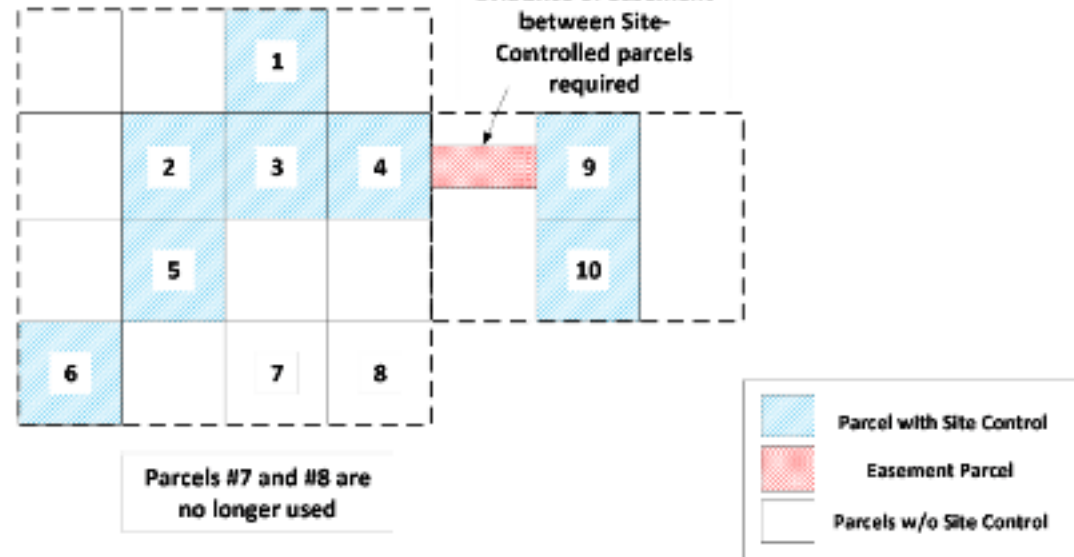 between Site-
Controlled parcels
required
1
2
3
4
9
5
10
6
7
8
Parcels #7 and #8 are
no longer used
Parcel with Site Control
Easement Parcel
Parcels w/o Site Control